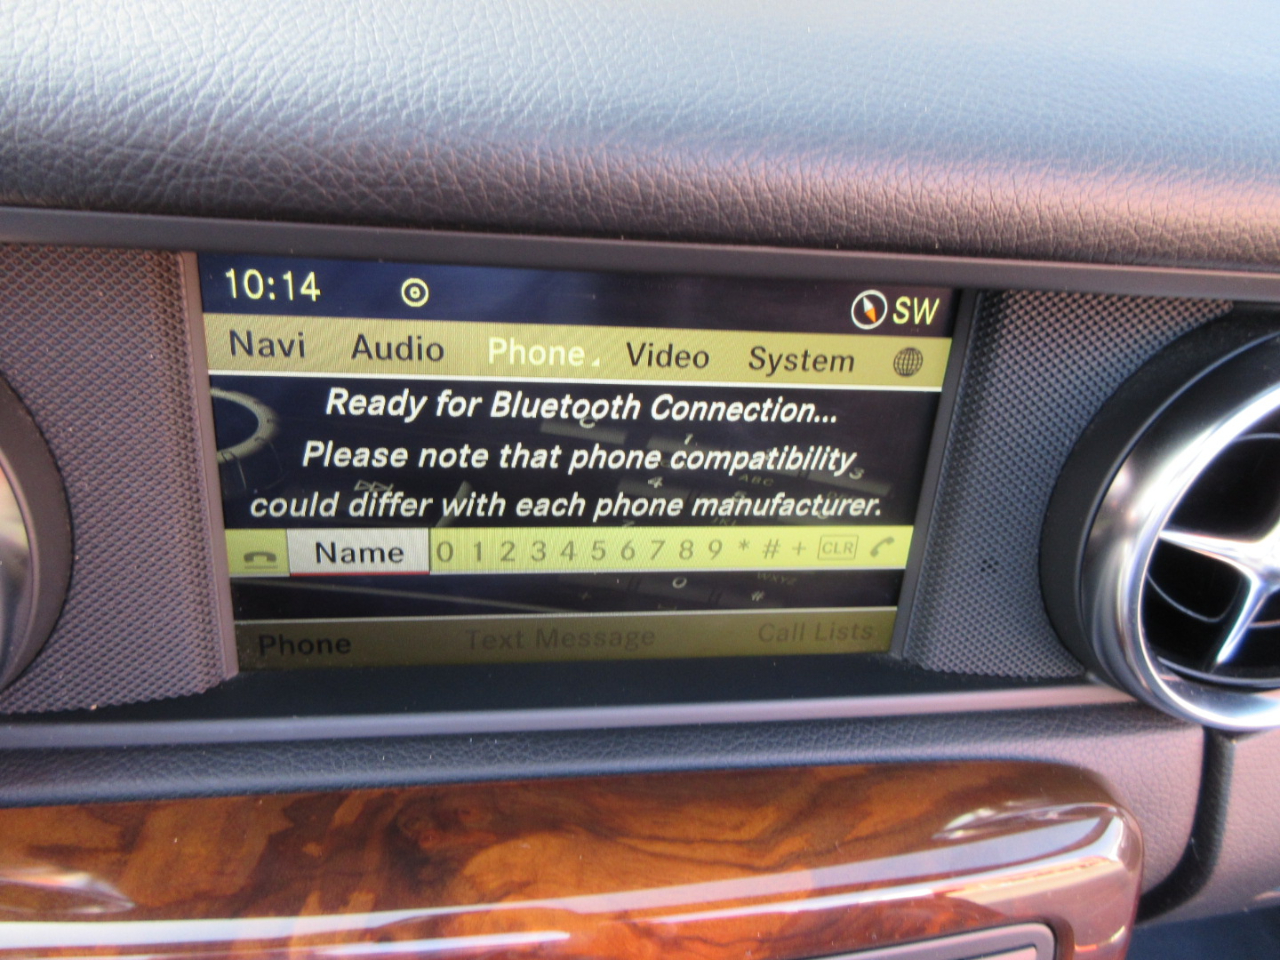 10:14 SW
Navi Audio Phone Video System
Ready for Bluetooth Connection...
Please note that phone compatibility
could differ with each phone manufacturer.
Name 0 1 2 3 4 5 6 7 8 9 * # + CLR
Phone Text Message Call Lists